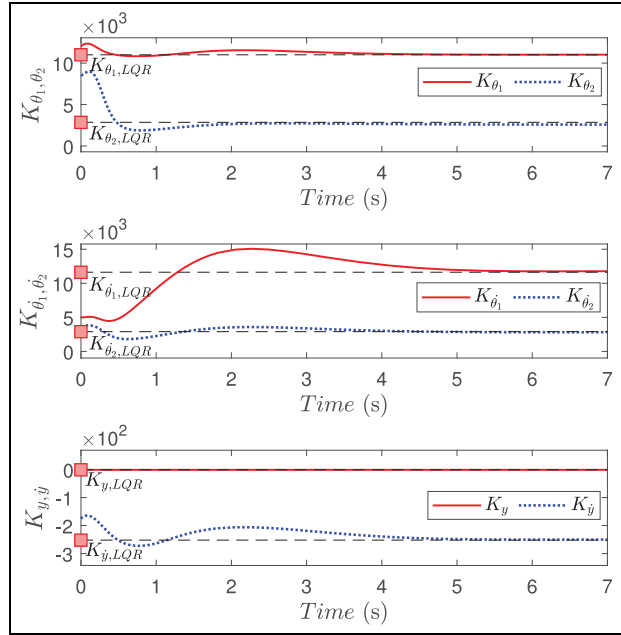 ×10³
10
5
0
K_{θ₁,θ₂}
K_{θ₁,LQR}
K_{θ₂,LQR}
K_{θ₁} K_{θ₂}
0 1 2 3 4 5 6 7
Time (s)
×10³
15
10
5
0
K_{θ̇₁,θ̇₂}
K_{θ̇₁,LQR}
K_{θ̇₂,LQR}
K_{θ̇₁} K_{θ̇₂}
0 1 2 3 4 5 6 7
Time (s)
×10²
0
-1
-2
-3
K_{y,ẏ}
K_{y,LQR}
K_{ẏ,LQR}
K_y K_{ẏ}
0 1 2 3 4 5 6 7
Time (s)